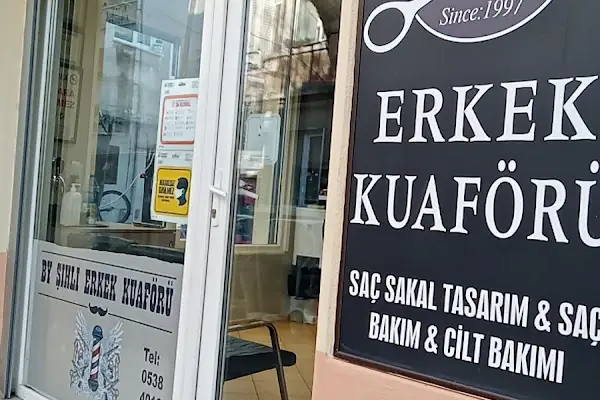 BY ŞIHLI ERKEK KUAFÖRÜ
Tel:
0538
Since:1997
ERKEK
KUAFÖRÜ
SAÇ SAKAL TASARIM & SAÇ
BAKIM & CİLT BAKIMI